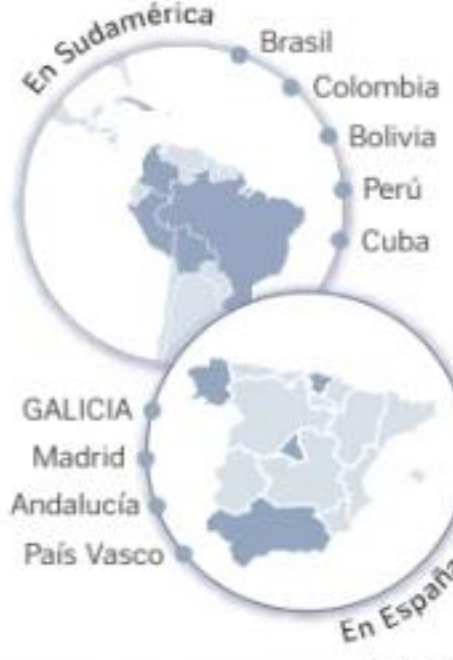 En Sudamérica
Brasil
Colombia
Bolivia
Perú
Cuba
GALICIA
Madrid
Andalucía
País Vasco
En España